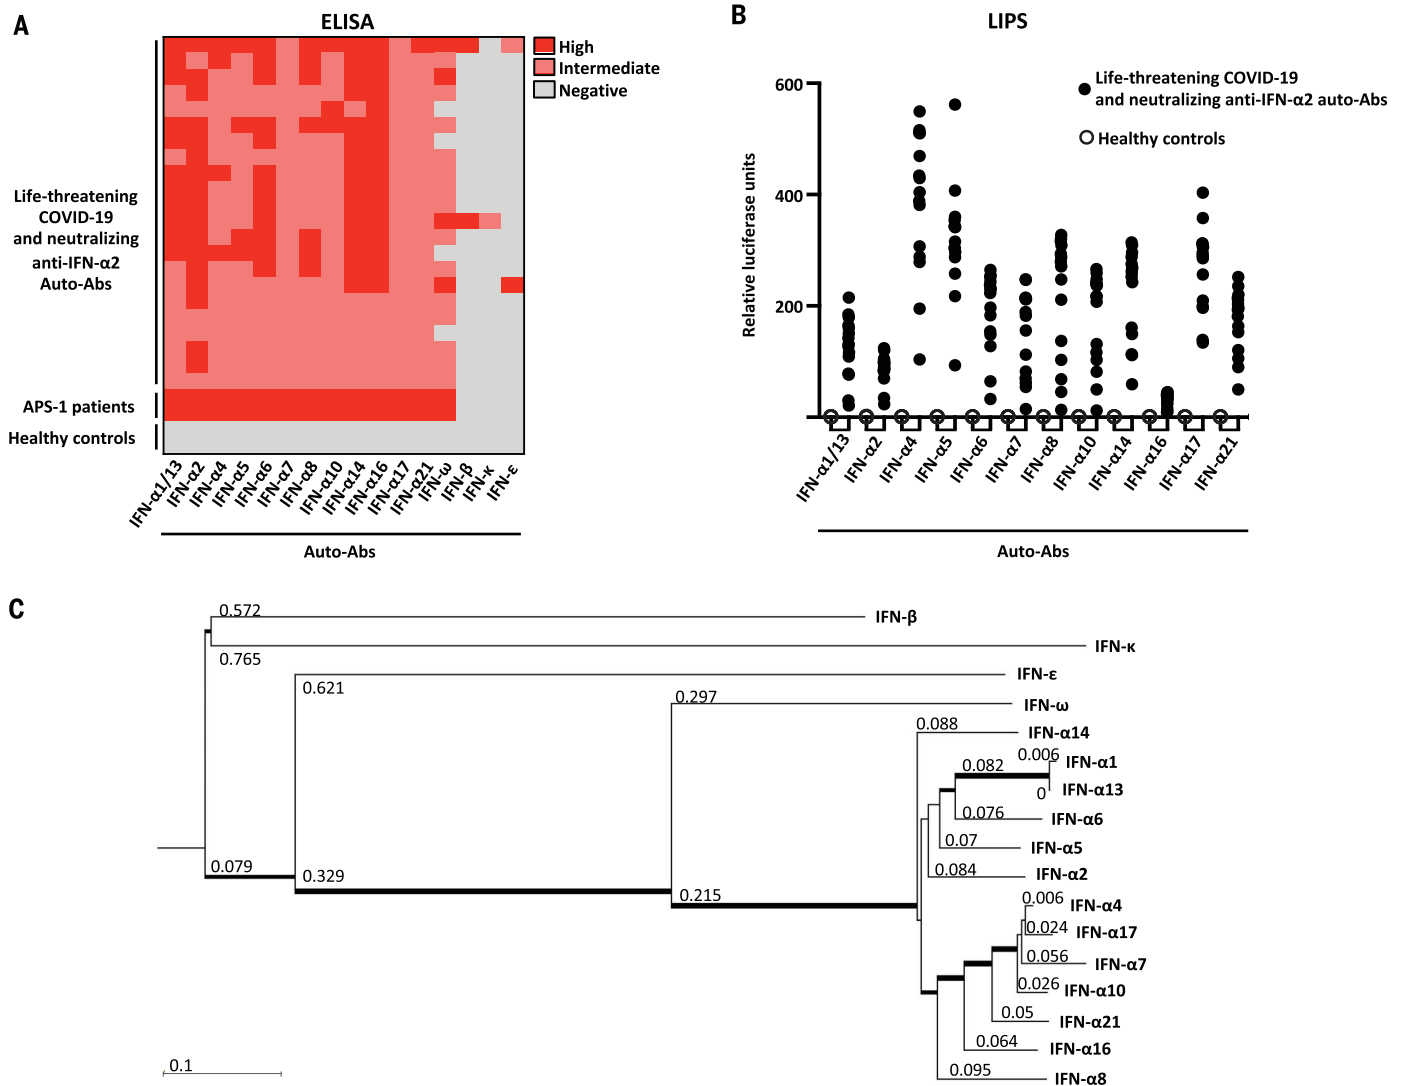 A
ELISA
High
Intermediate
Negative
Life-threatening
COVID-19
and neutralizing
anti-IFN-α2
Auto-Abs
APS-1 patients
Healthy controls
IFN-α1/13
IFN-α2
IFN-α4
IFN-α5
IFN-α6
IFN-α7
IFN-α8
IFN-α10
IFN-α14
IFN-α16
IFN-α17
IFN-α21
IFN-ω
IFN-β
IFN-κ
IFN-ε
Auto-Abs
B
LIPS
Life-threatening COVID-19
and neutralizing anti-IFN-α2 auto-Abs
Healthy controls
Relative luciferase units
600
400
200
IFN-α1/13
IFN-α2
IFN-α4
IFN-α5
IFN-α6
IFN-α7
IFN-α8
IFN-α10
IFN-α14
IFN-α16
IFN-α17
IFN-α21
Auto-Abs
C
0.572
IFN-β
0.765
IFN-κ
0.621
IFN-ε
0.297
IFN-ω
0.088
IFN-α14
0.006
IFN-α1
0.082
0
IFN-α13
0.076
IFN-α6
0.07
IFN-α5
0.079
0.329
0.084
IFN-α2
0.215
0.006
IFN-α4
0.024
IFN-α17
0.056
IFN-α7
0.026
IFN-α10
0.05
IFN-α21
0.064
IFN-α16
0.095
IFN-α8
0.1